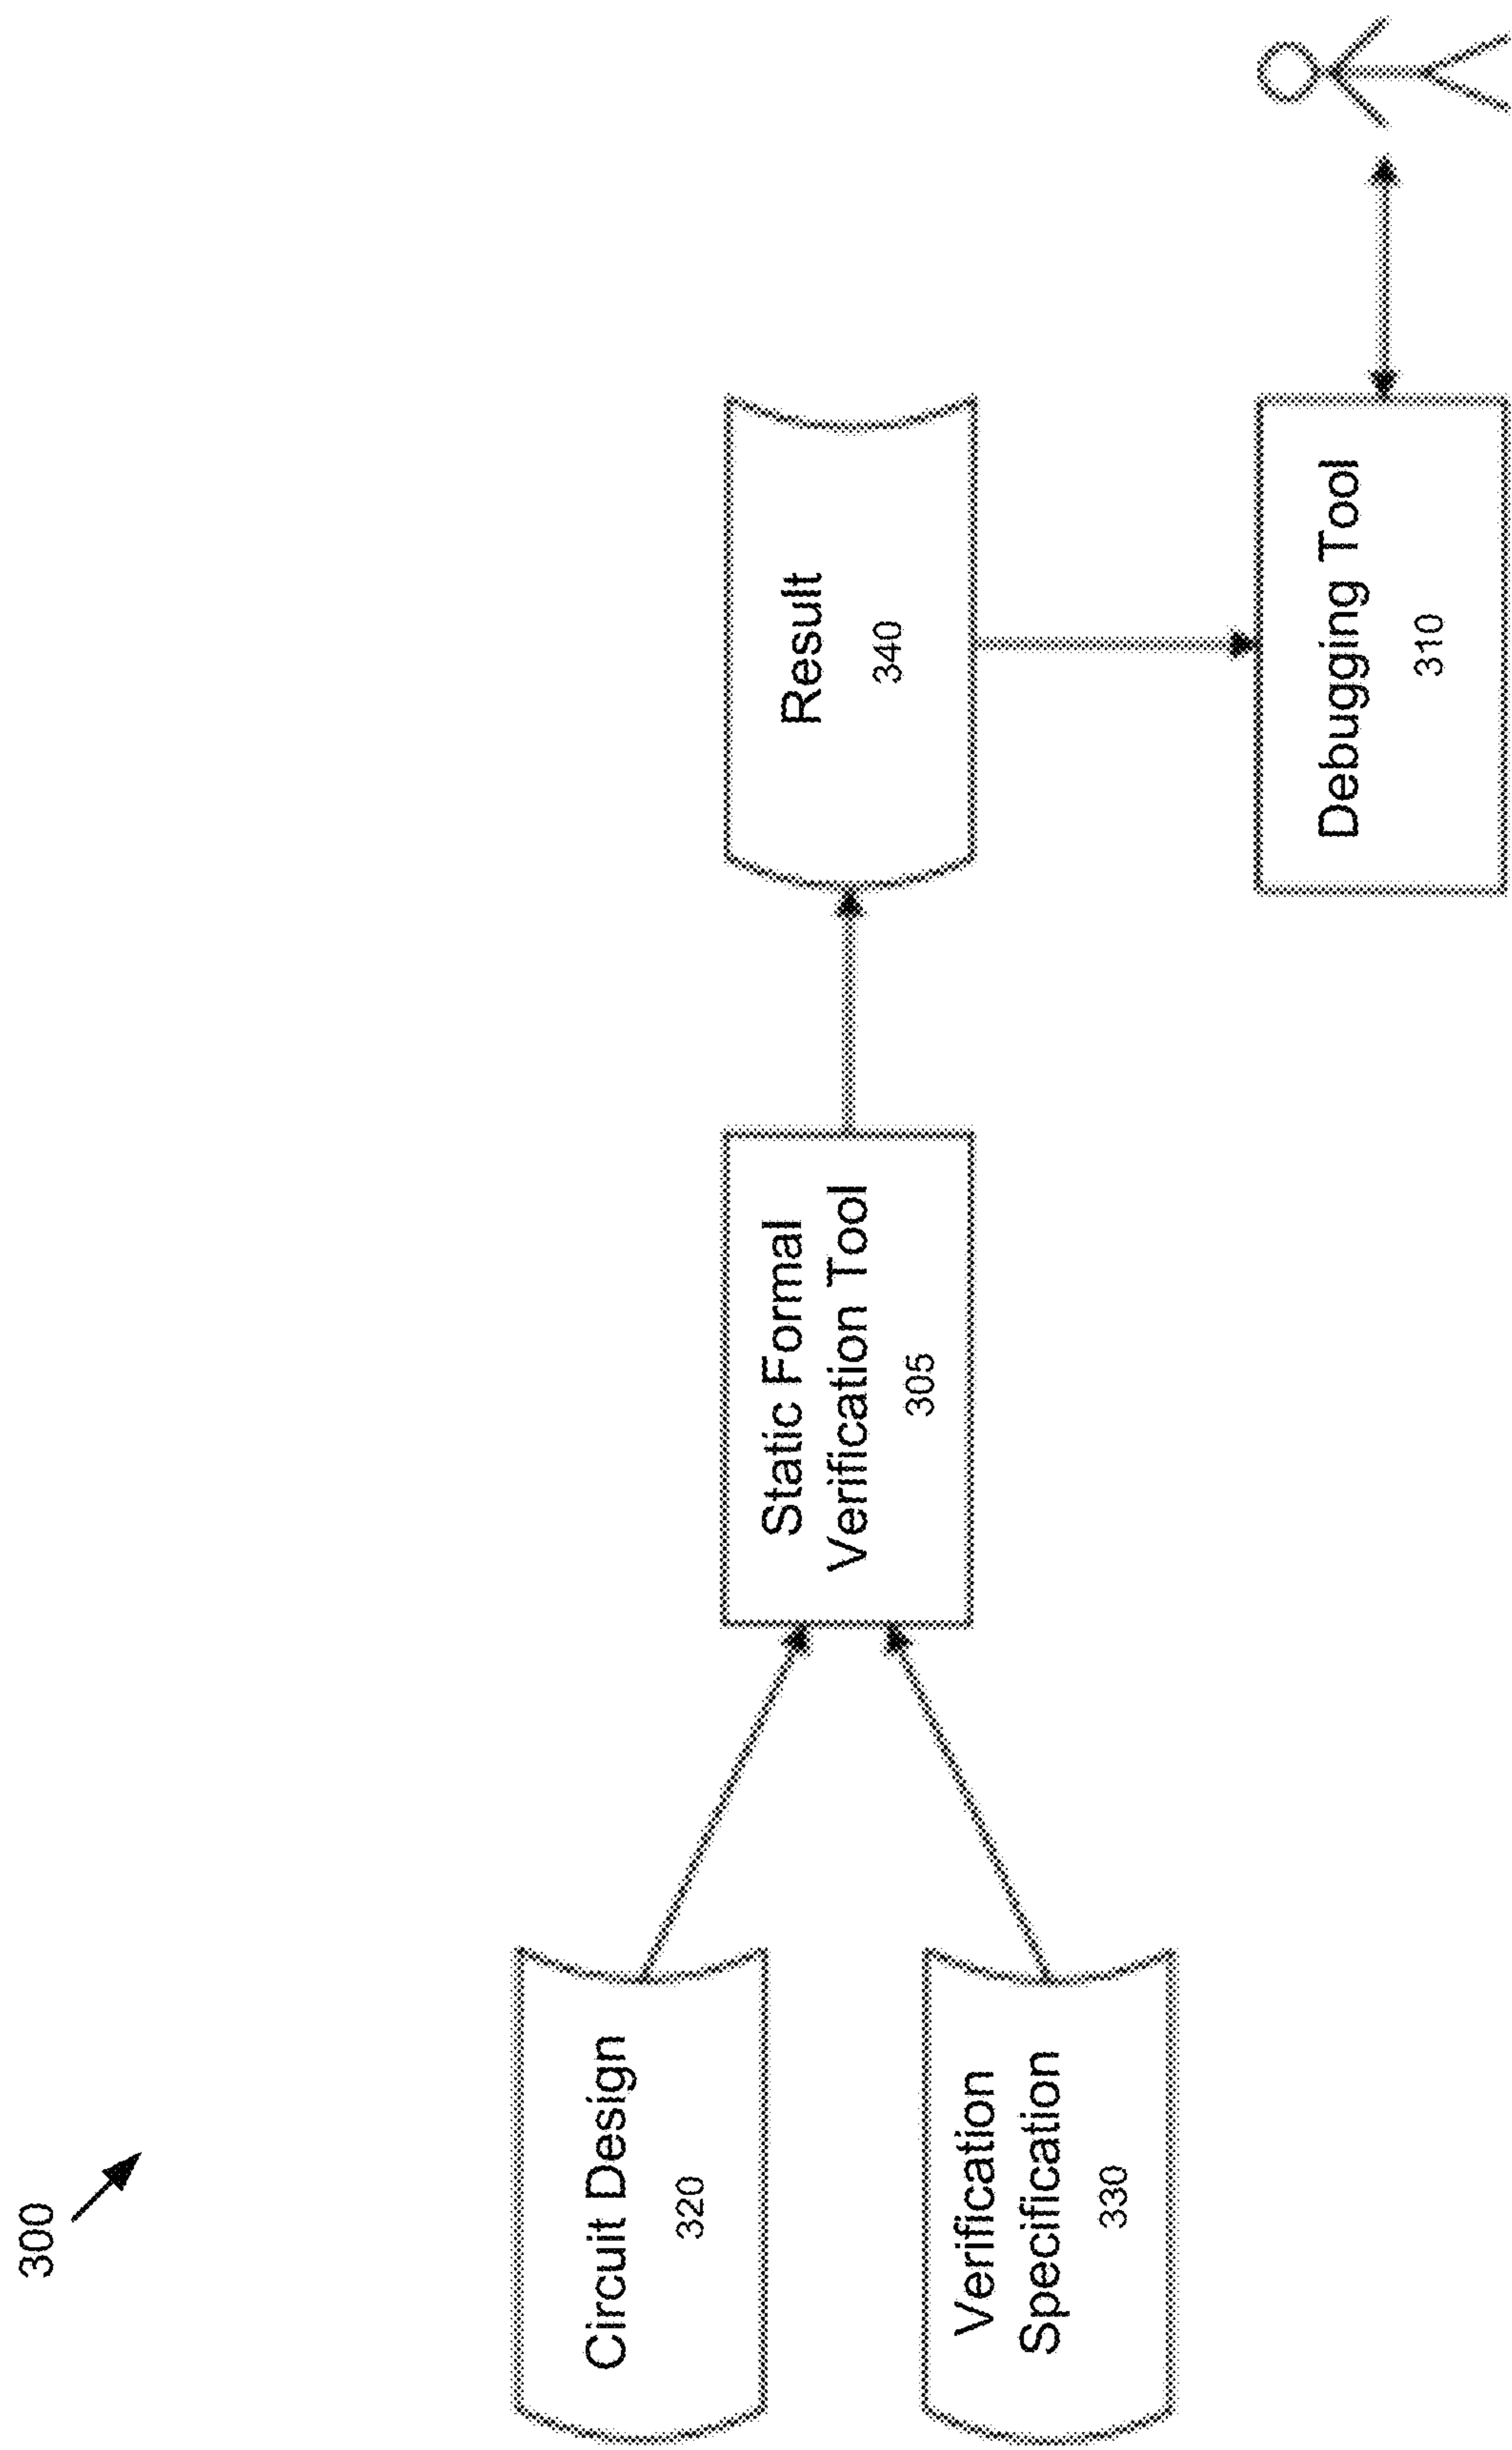 300
Circuit Design
320
Verification
Specification
330
Static Formal
Verification Tool
305
Result
340
Debugging Tool
310